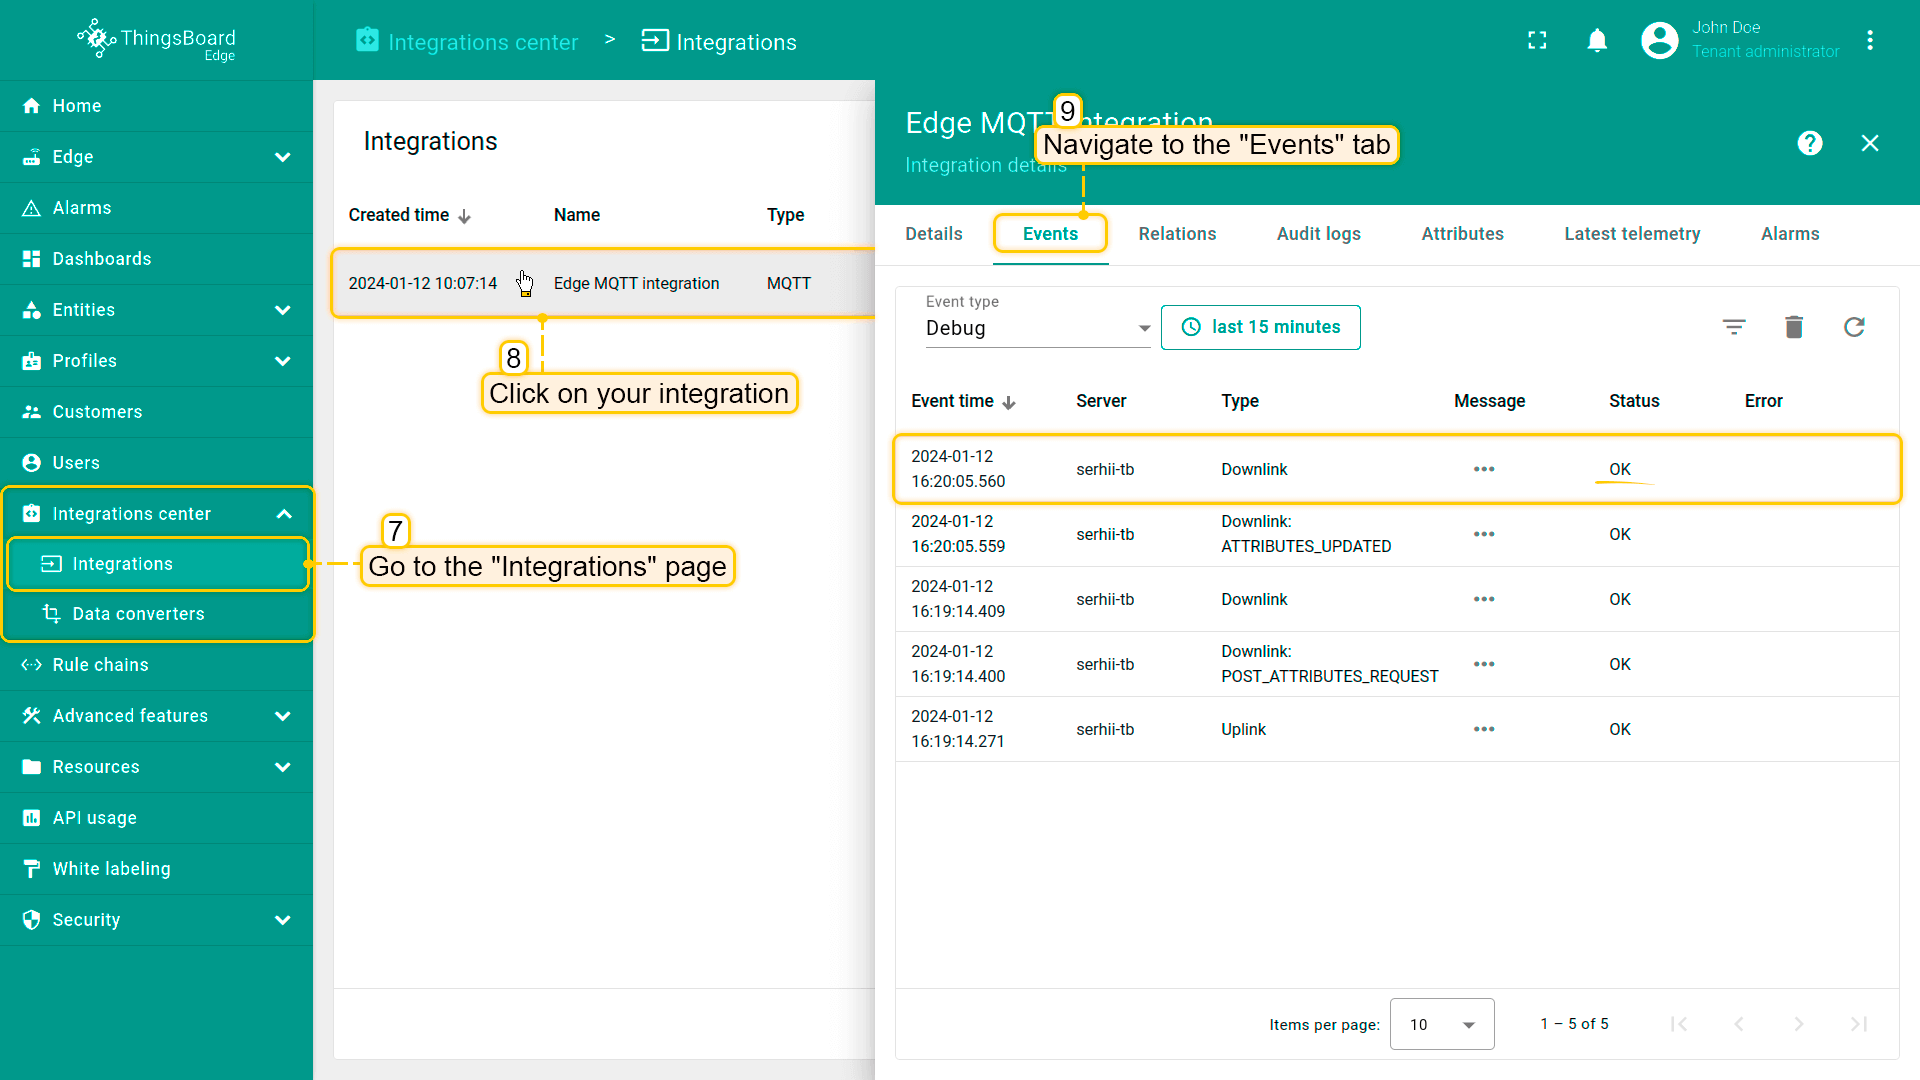 ThingsBoard
Edge
Integrations center > Integrations
John Doe
Tenant administrator
Home
Edge
Alarms
Dashboards
Entities
Profiles
Customers
Users
Integrations center
Integrations
Data converters
Rule chains
Advanced features
Resources
API usage
White labeling
Security
Integrations
Created time Name Type
2024-01-12 10:07:14 Edge MQTT integration MQTT
8
Click on your integration
7
Go to the "Integrations" page
Edge MQTT integration
9
Navigate to the "Events" tab
Integration details
Details Events Relations Audit logs Attributes Latest telemetry Alarms
Event type
Debug
last 15 minutes
Event time Server Type Message Status Error
2024-01-12
16:20:05.560
serhii-tb Downlink ••• OK
2024-01-12
16:20:05.559
serhii-tb
Downlink:
ATTRIBUTES_UPDATED
••• OK
2024-01-12
16:19:14.409
serhii-tb Downlink ••• OK
2024-01-12
16:19:14.400
serhii-tb
Downlink:
POST_ATTRIBUTES_REQUEST
••• OK
2024-01-12
16:19:14.271
serhii-tb Uplink ••• OK
Items per page: 10 1 – 5 of 5